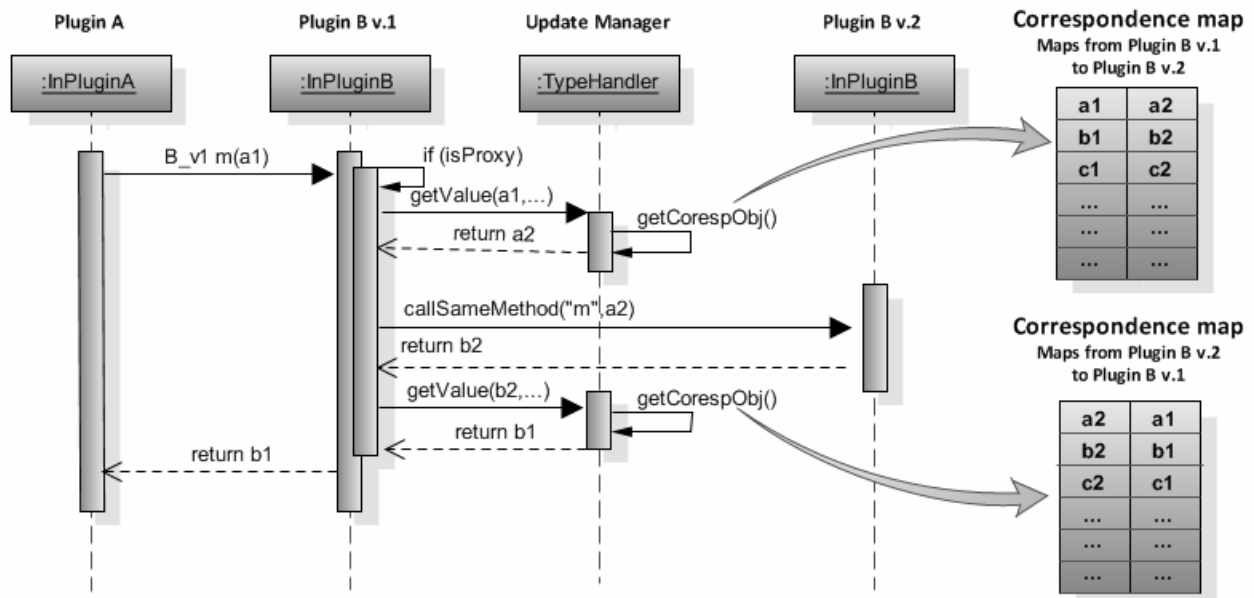 Plugin A
Plugin B v.1
Update Manager
Plugin B v.2
Correspondence map
Maps from Plugin B v.1
to Plugin B v.2
:InPluginA
:InPluginB
:TypeHandler
:InPluginB
a1 a2
b1 b2
c1 c2
... ...
... ...
... ...
B_v1 m(a1)
if (isProxy)
getValue(a1,...)
getCorespObj()
return a2
callSameMethod("m",a2)
return b2
getValue(b2,...)
getCorespObj()
return b1
return b1
Correspondence map
Maps from Plugin B v.2
to Plugin B v.1
a2 a1
b2 b1
c2 c1
... ...
... ...
... ...